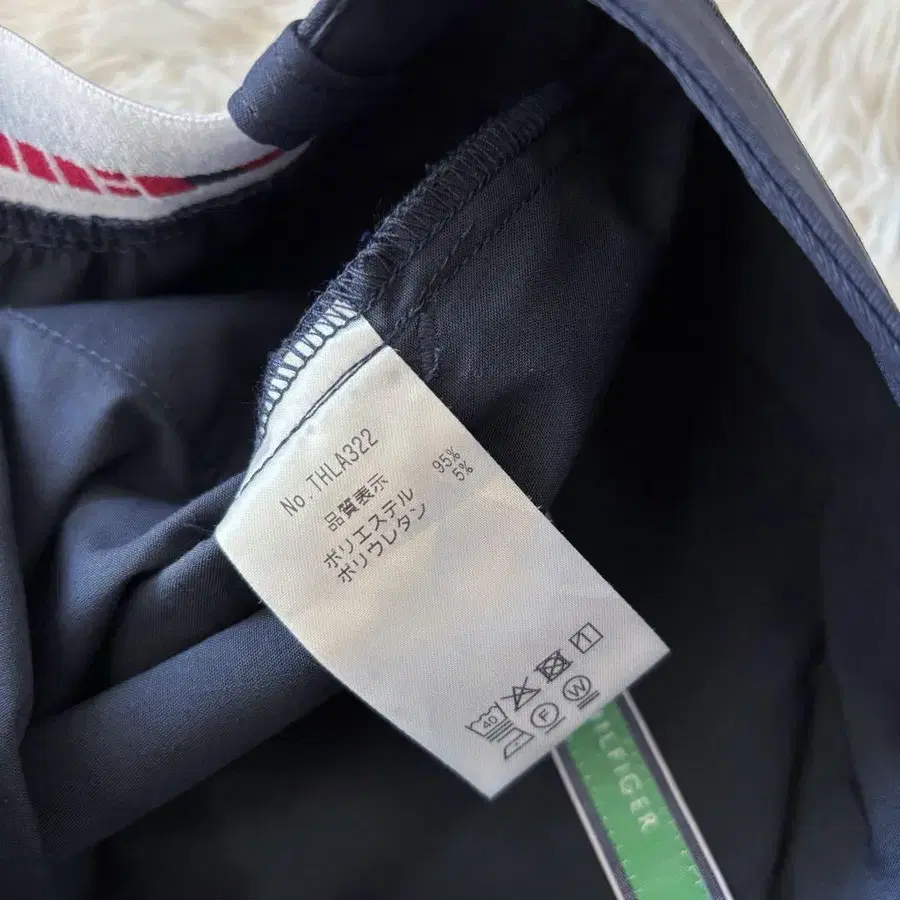 No.THLA322
品質表示
ポリエステル 95%
ポリウレタン 5%
40
F W
HILFIGER